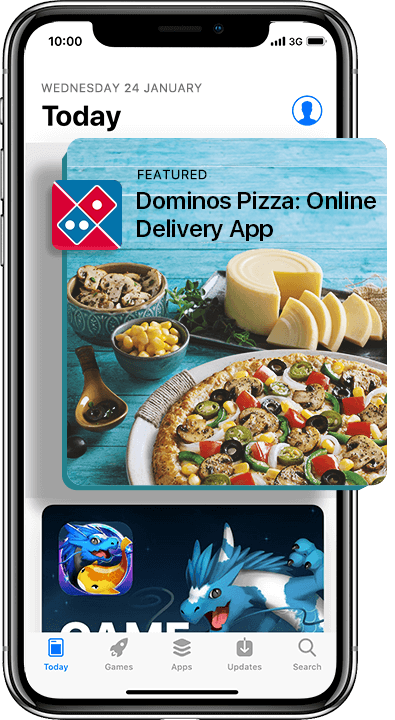 10:00
3G
WEDNESDAY 24 JANUARY
Today
FEATURED
Dominos Pizza: Online
Delivery App
GAME
Today
Games
Apps
Updates
Search